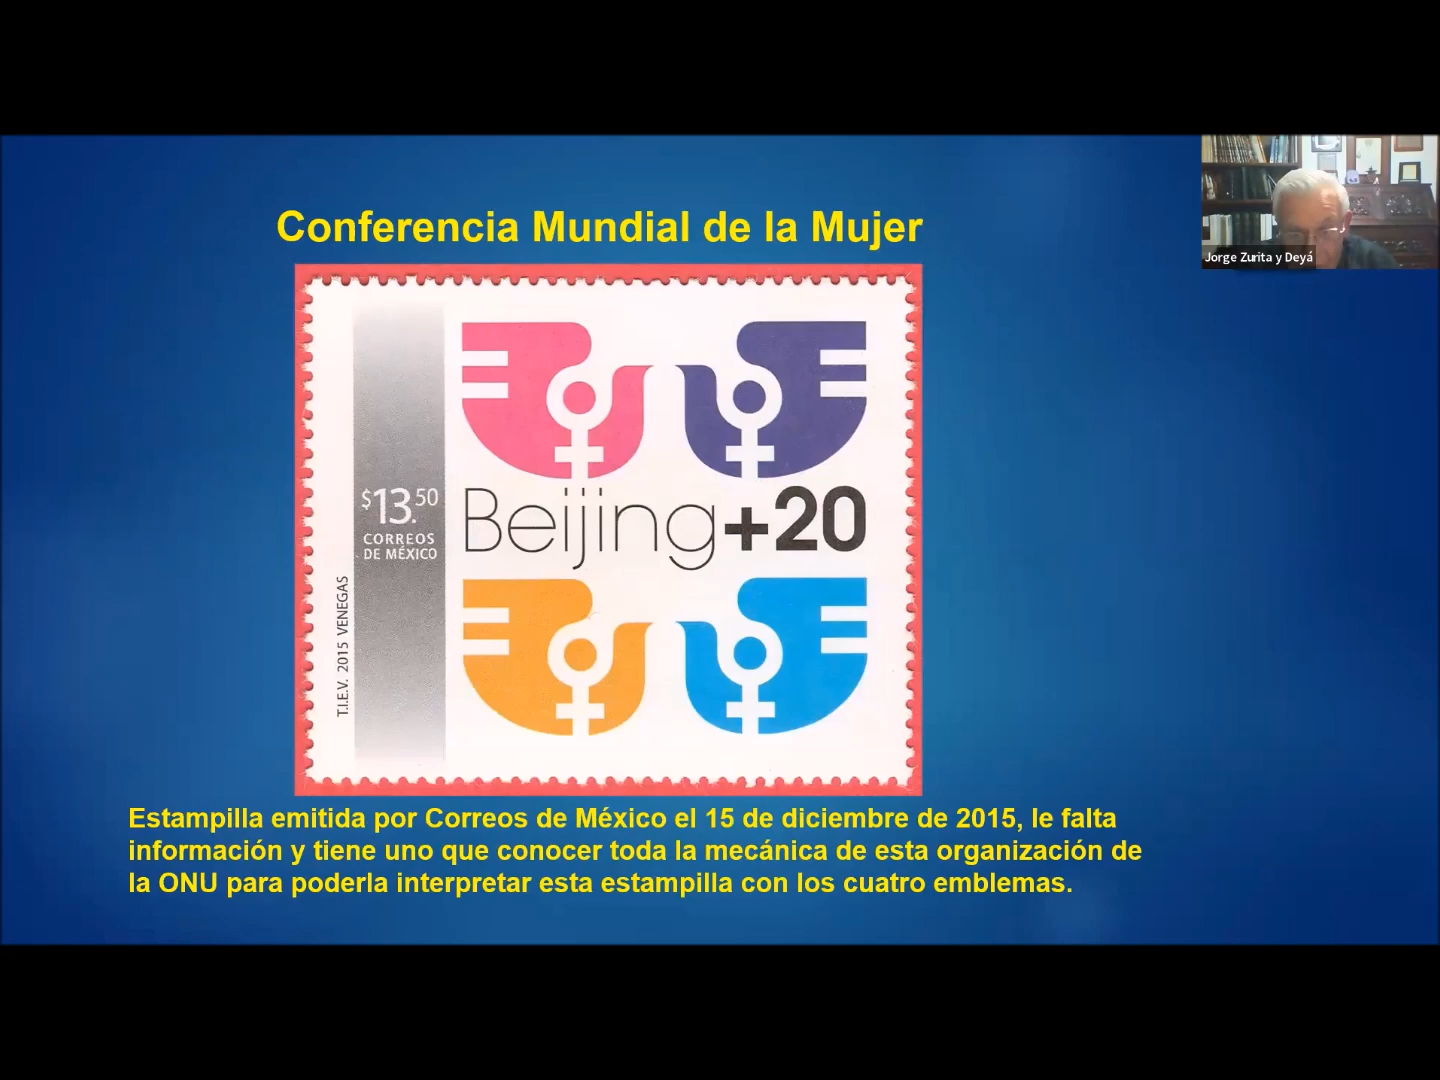 Conferencia Mundial de la Mujer
Jorge Zurita y Deyá
$13.50
CORREOS
DE MÉXICO
Beijing+20
T.I.E.V. 2015 VENEGAS
Estampilla emitida por Correos de México el 15 de diciembre de 2015, le falta
información y tiene uno que conocer toda la mecánica de esta organización de
la ONU para poderla interpretar esta estampilla con los cuatro emblemas.